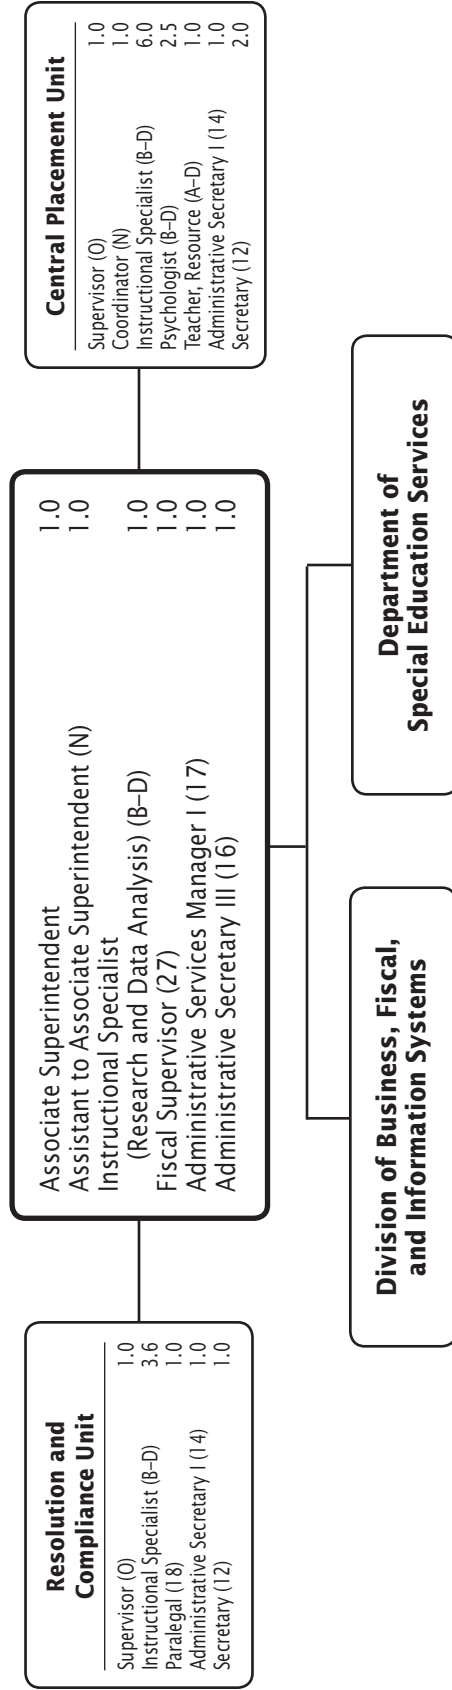 Resolution and
Compliance Unit
Supervisor (O) 1.0
Instructional Specialist (B–D) 3.6
Paralegal (18) 1.0
Administrative Secretary I (14) 1.0
Secretary (12) 1.0
Associate Superintendent 1.0
Assistant to Associate Superintendent (N) 1.0
Instructional Specialist
(Research and Data Analysis) (B–D) 1.0
Fiscal Supervisor (27) 1.0
Administrative Services Manager I (17) 1.0
Administrative Secretary III (16) 1.0
Central Placement Unit
Supervisor (O) 1.0
Coordinator (N) 1.0
Instructional Specialist (B–D) 6.0
Psychologist (B–D) 2.5
Teacher, Resource (A–D) 1.0
Administrative Secretary I (14) 1.0
Secretary (12) 2.0
Division of Business, Fiscal,
and Information Systems
Department of
Special Education Services